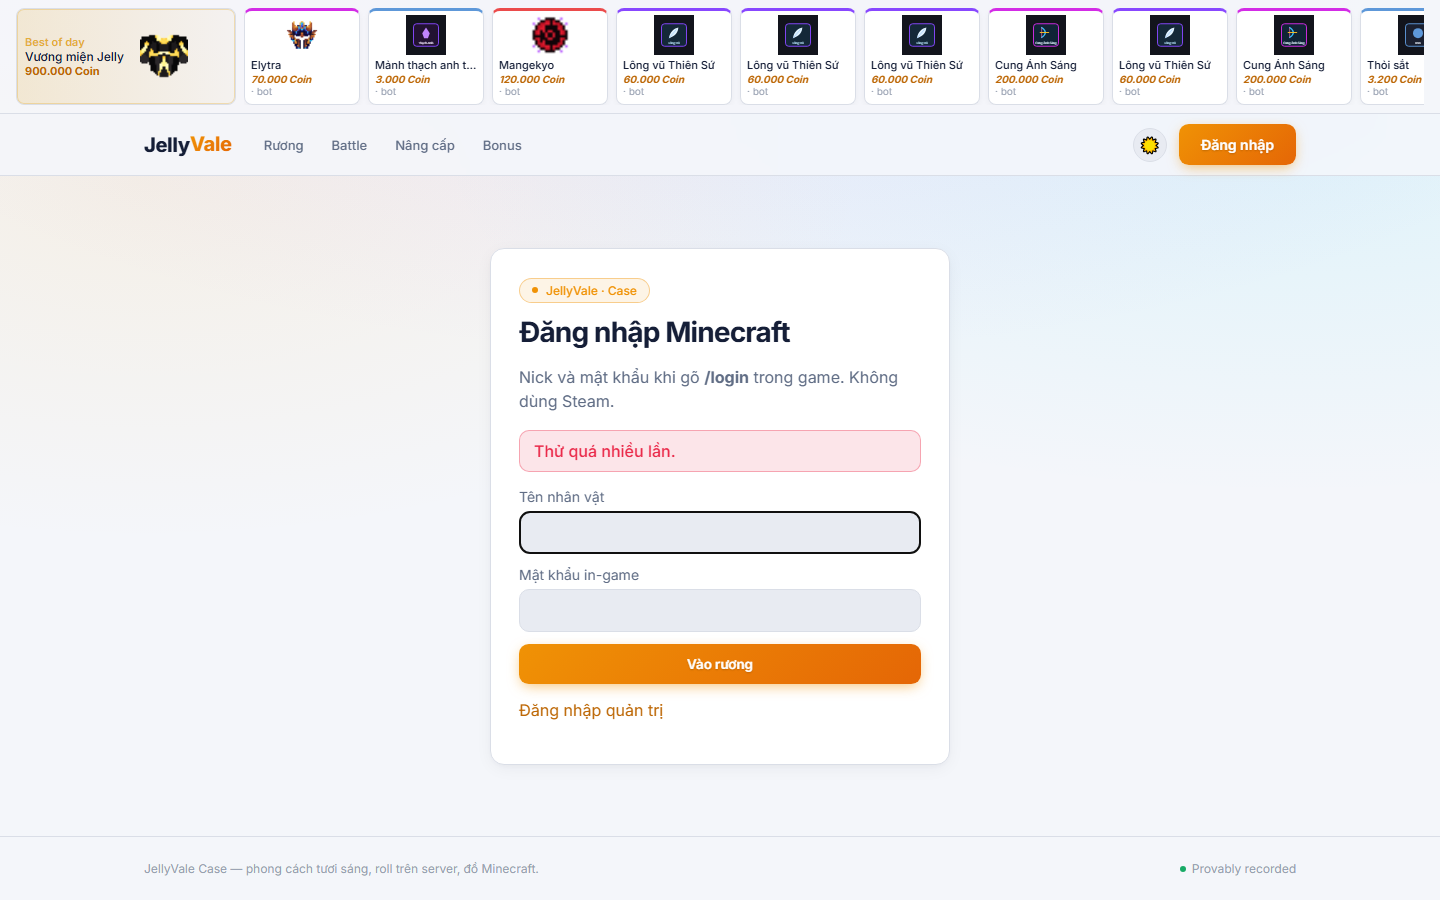 Best of day
Vương miện Jelly
900.000 Coin
Elytra
70.000 Coin
· bot
Mảnh thạch anh t...
3.000 Coin
· bot
Mangekyo
120.000 Coin
· bot
Lông vũ Thiên Sứ
60.000 Coin
· bot
Lông vũ Thiên Sứ
60.000 Coin
· bot
Lông vũ Thiên Sứ
60.000 Coin
· bot
Cung Ánh Sáng
200.000 Coin
· bot
Lông vũ Thiên Sứ
60.000 Coin
· bot
Cung Ánh Sáng
200.000 Coin
· bot
Thỏi sắt
3.200 Coin
· bot
JellyVale
Rương
Battle
Nâng cấp
Bonus
Đăng nhập
JellyVale · Case
Đăng nhập Minecraft
Nick và mật khẩu khi gõ /login trong game. Không
dùng Steam.
Thử quá nhiều lần.
Tên nhân vật
Mật khẩu in-game
Vào rương
Đăng nhập quản trị
JellyVale Case — phong cách tươi sáng, roll trên server, đồ Minecraft.
Provably recorded